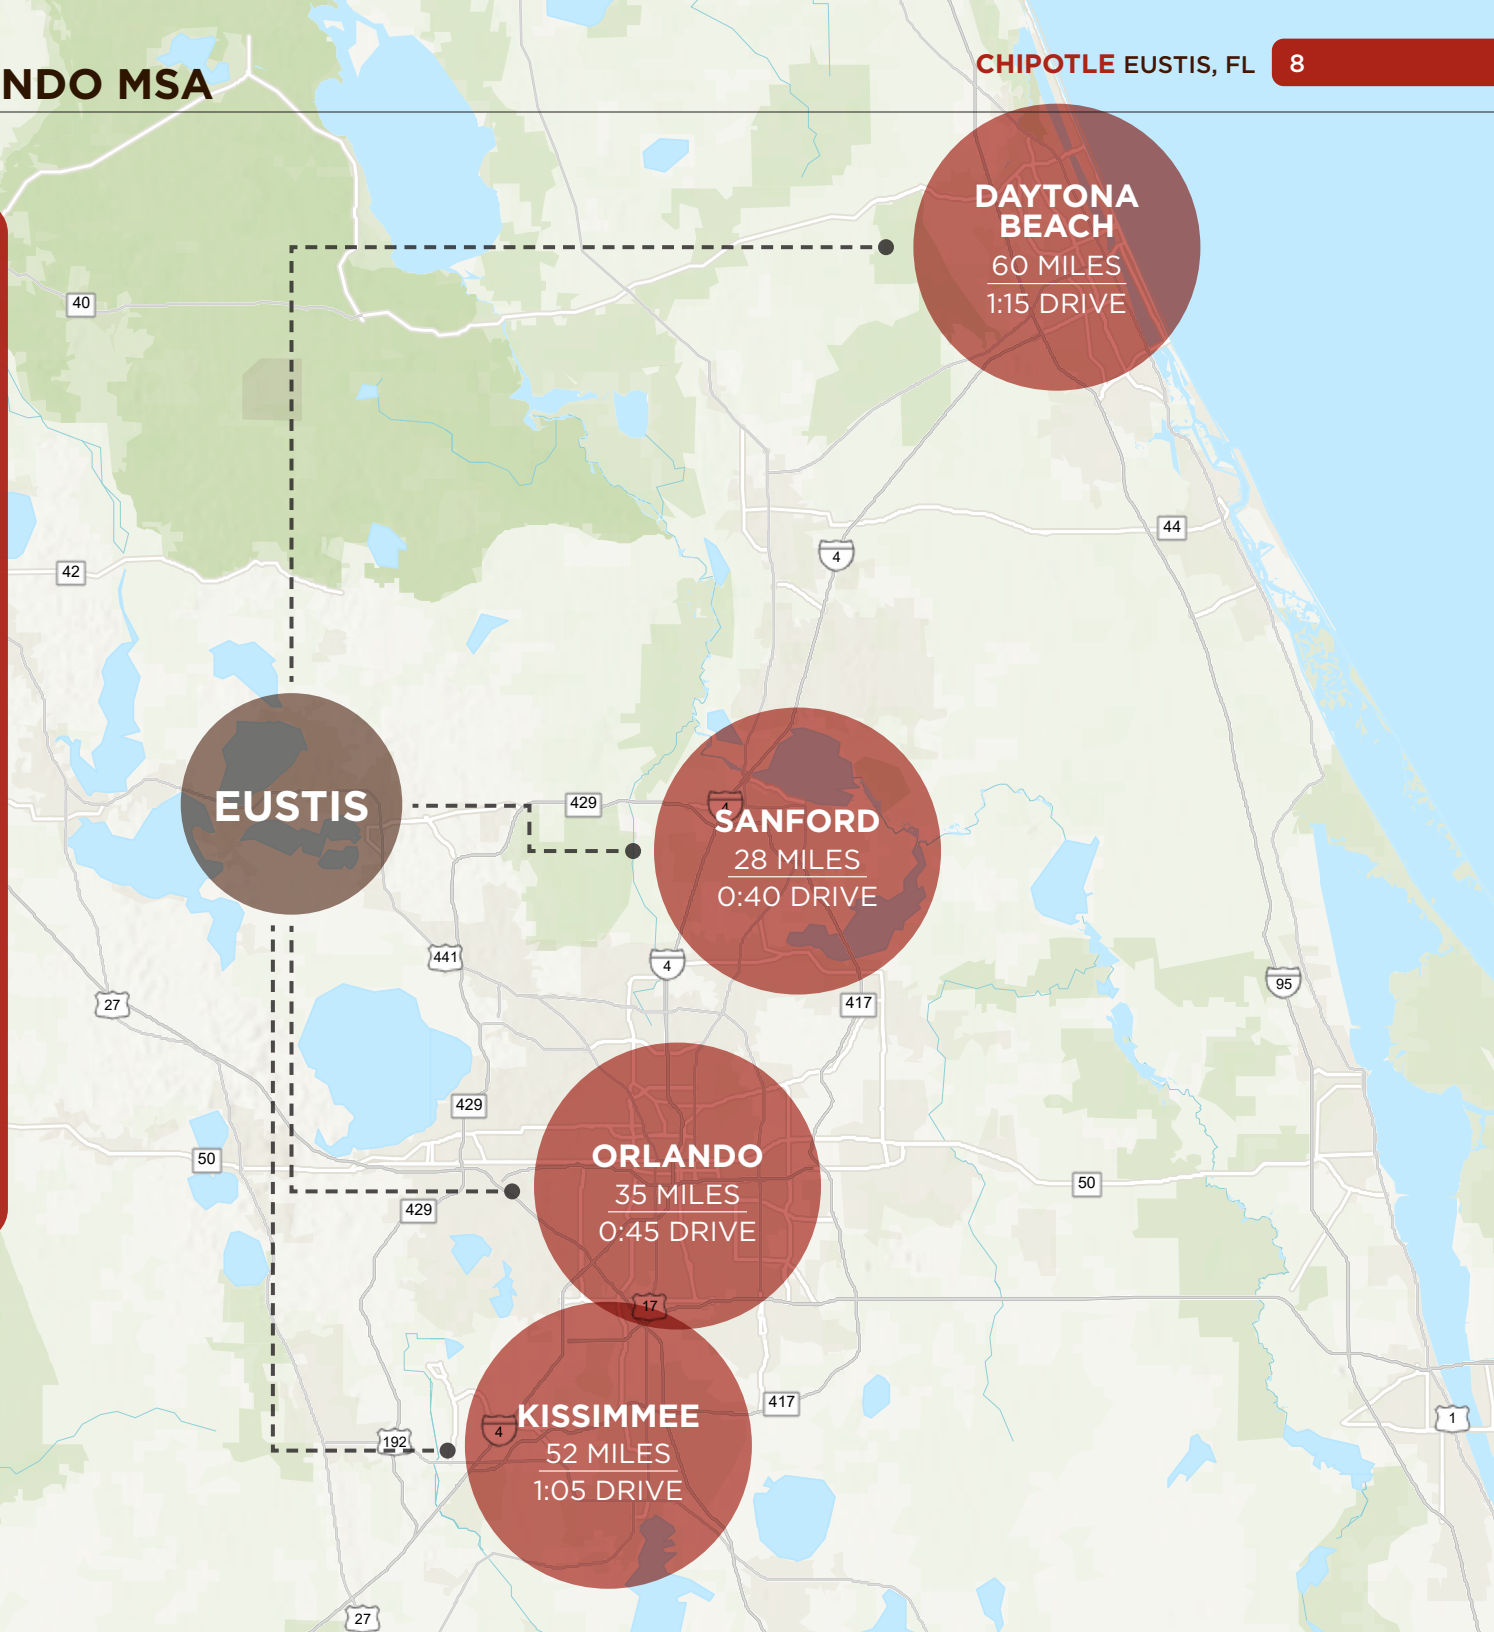 NDO MSA
CHIPOTLE EUSTIS, FL 8
DAYTONA
BEACH
60 MILES
1:15 DRIVE
40
44
4
42
EUSTIS
429
4
SANFORD
28 MILES
0:40 DRIVE
441
4
95
27
417
429
ORLANDO
35 MILES
0:45 DRIVE
50
50
429
17
KISSIMMEE
52 MILES
1:05 DRIVE
417
4
1
192
27